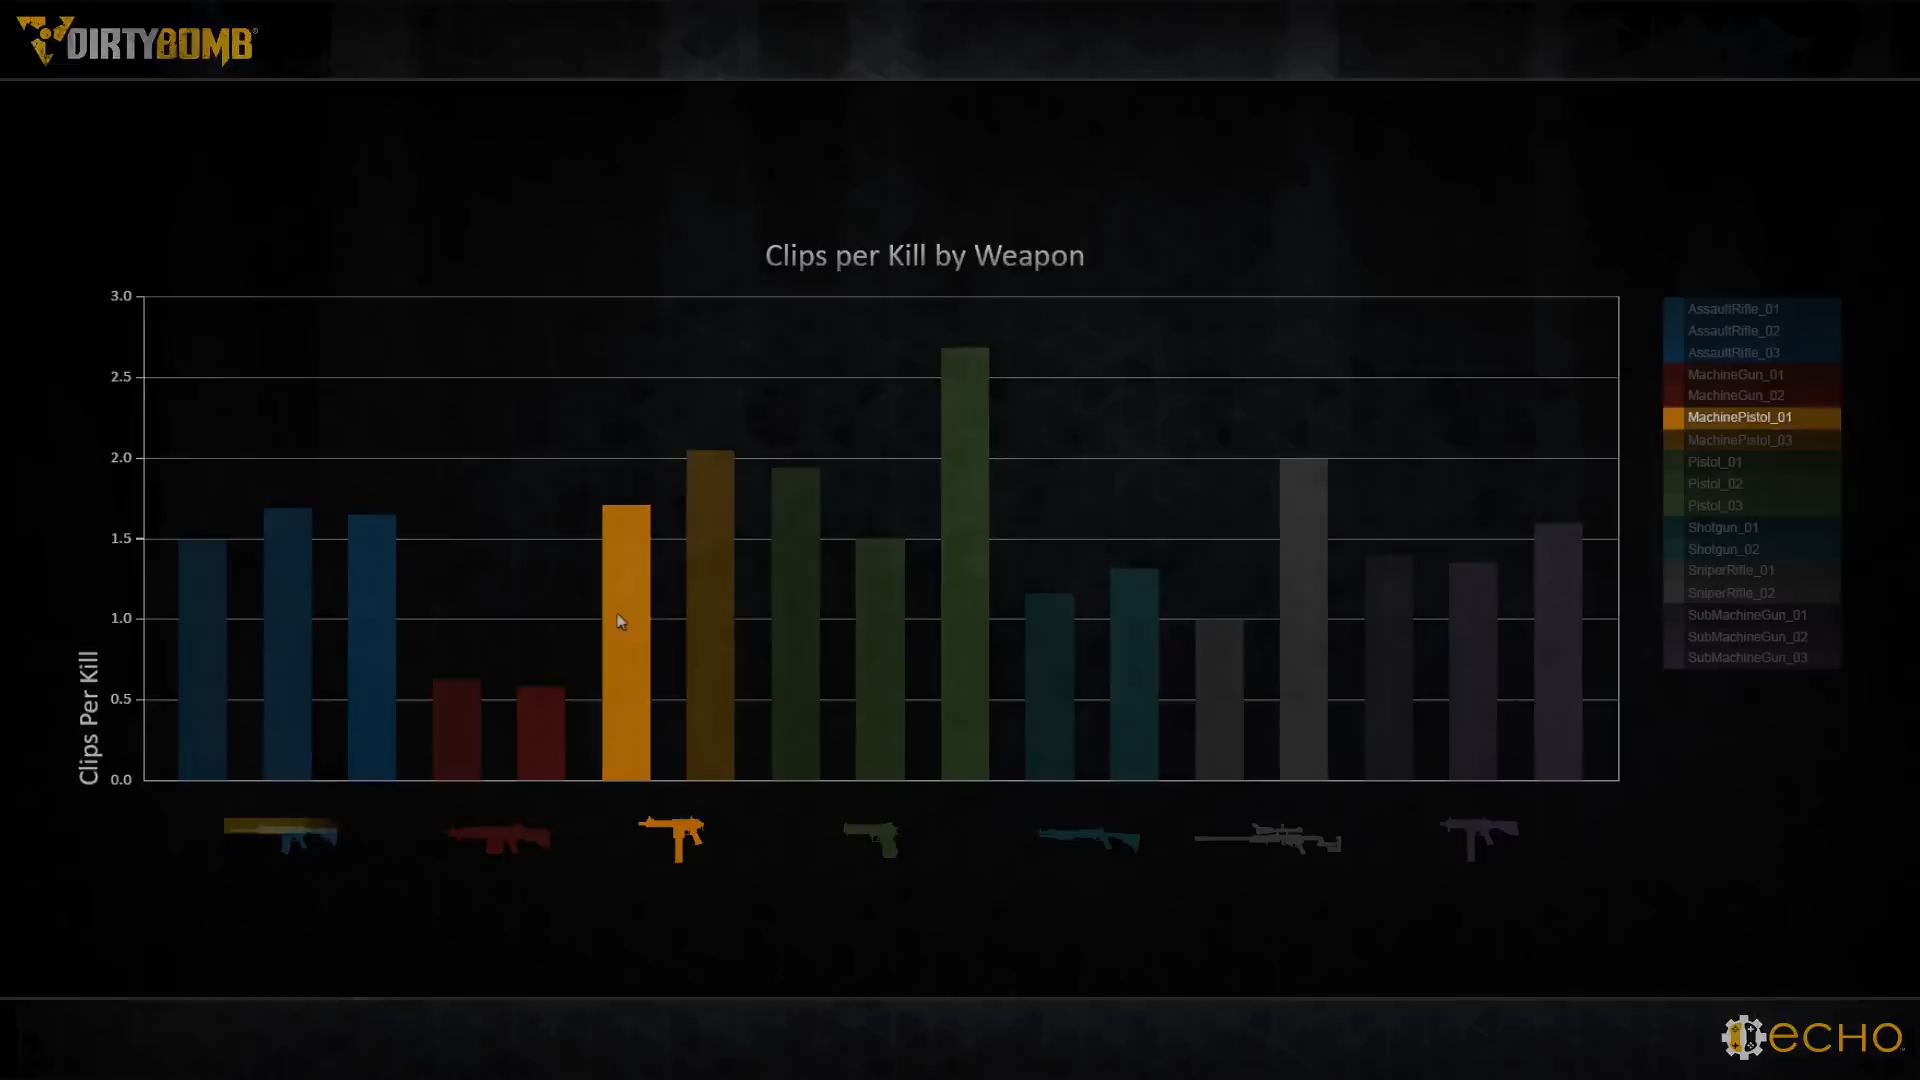 DIRTYBOMB®
Clips per Kill by Weapon
3.0
2.5
2.0
1.5
1.0
0.5
0.0
Clips Per Kill
AssaultRifle_01
AssaultRifle_02
AssaultRifle_03
MachineGun_01
MachineGun_02
MachinePistol_01
MachinePistol_03
Pistol_01
Pistol_02
Pistol_03
Shotgun_01
Shotgun_02
SniperRifle_01
SniperRifle_02
SubMachineGun_01
SubMachineGun_02
SubMachineGun_03
ECHO